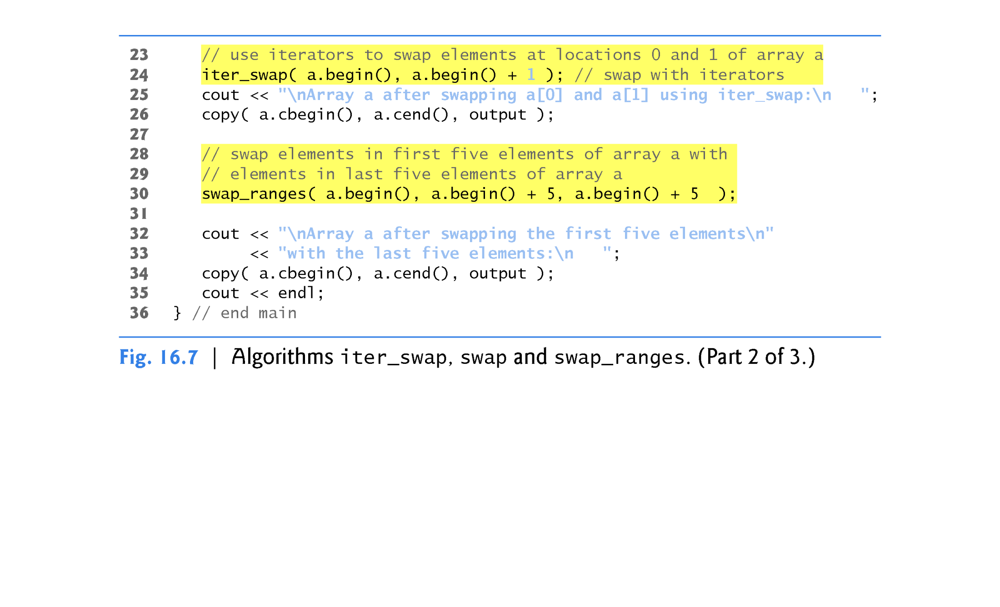 23 // use iterators to swap elements at locations 0 and 1 of array a
24 iter_swap( a.begin(), a.begin() + 1 ); // swap with iterators
25 cout << "\nArray a after swapping a[0] and a[1] using iter_swap:\n   ";
26 copy( a.cbegin(), a.cend(), output );
27
28 // swap elements in first five elements of array a with
29 // elements in last five elements of array a
30 swap_ranges( a.begin(), a.begin() + 5, a.begin() + 5  );
31
32 cout << "\nArray a after swapping the first five elements\n"
33      << "with the last five elements:\n   ";
34 copy( a.cbegin(), a.cend(), output );
35 cout << endl;
36 } // end main
Fig. 16.7 | Algorithms iter_swap, swap and swap_ranges. (Part 2 of 3.)